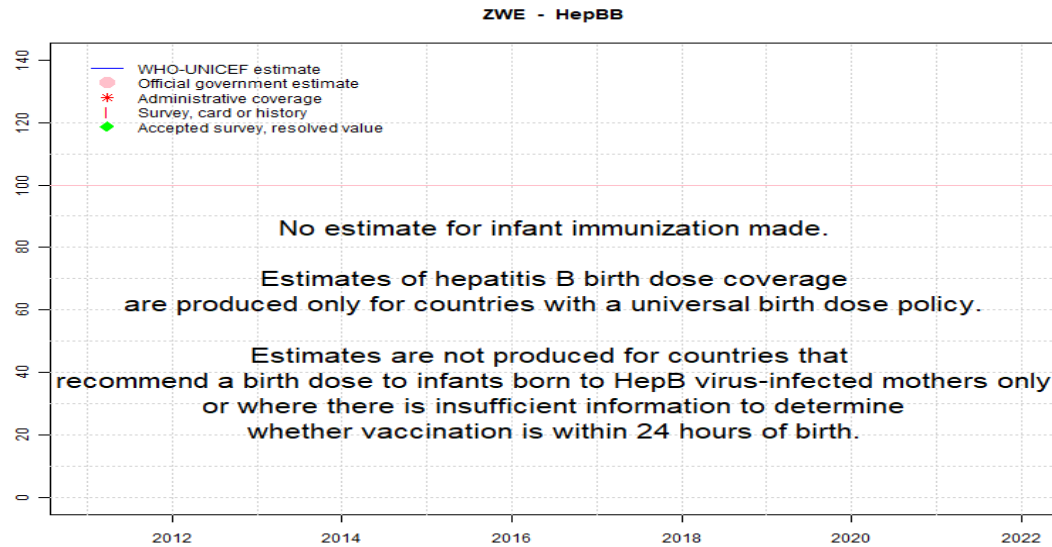 ZWE - HepBB
140
120
100
80
60
40
20
0
WHO-UNICEF estimate
Official government estimate
Administrative coverage
Survey, card or history
Accepted survey, resolved value
No estimate for infant immunization made.
Estimates of hepatitis B birth dose coverage
are produced only for countries with a universal birth dose policy.
Estimates are not produced for countries that
recommend a birth dose to infants born to HepB virus-infected mothers only
or where there is insufficient information to determine
whether vaccination is within 24 hours of birth.
2012 2014 2016 2018 2020 2022